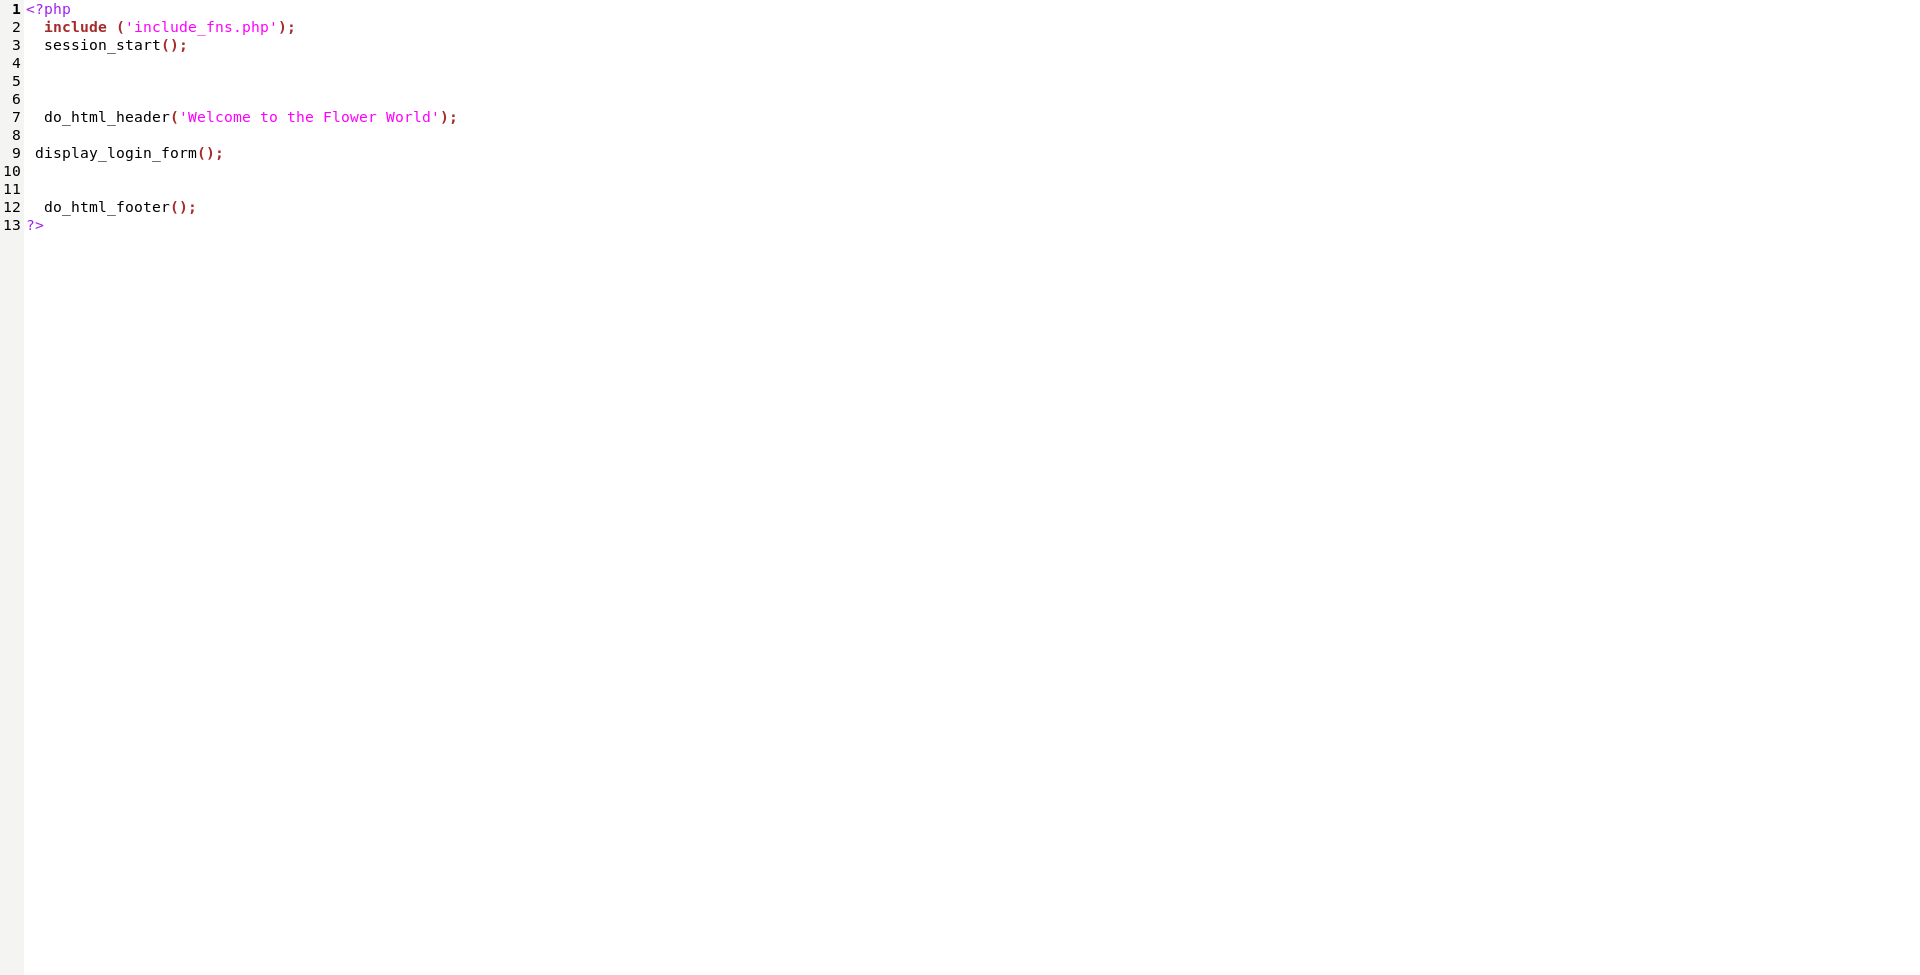 1 <?php
2   include ('include_fns.php');
3   session_start();
4
5
6
7   do_html_header('Welcome to the Flower World');
8
9  display_login_form();
10
11
12   do_html_footer();
13 ?>